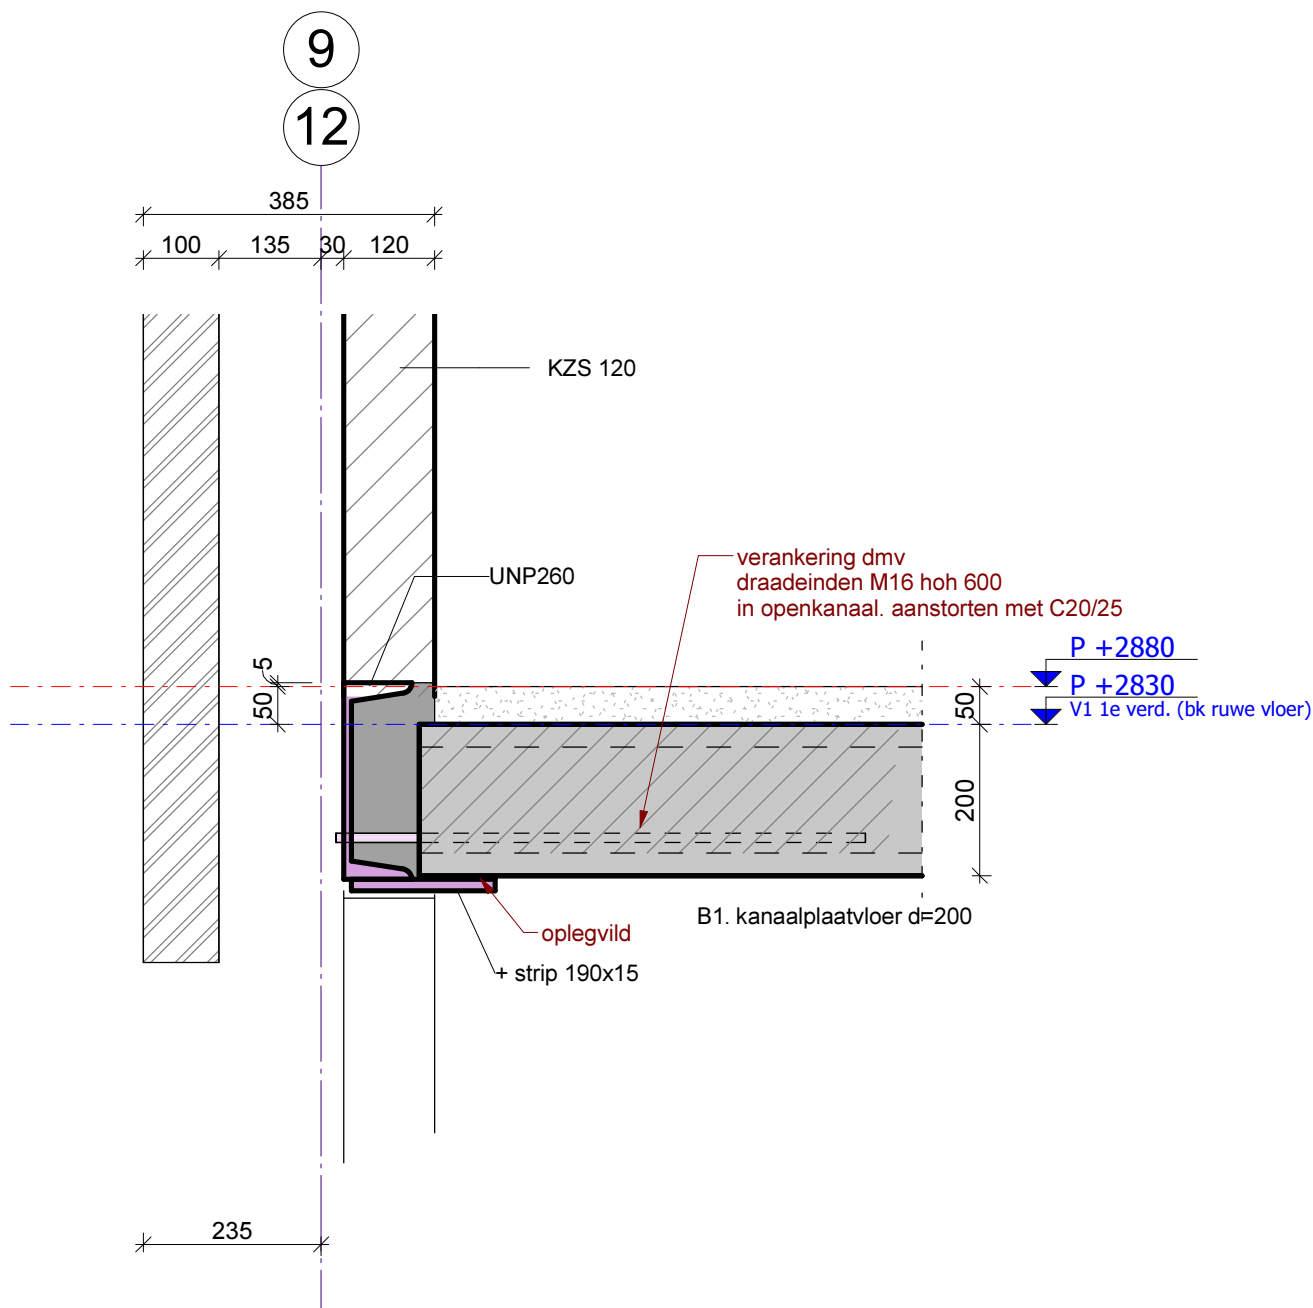 9
12
385
100 135 30 120
KZS 120
verankering dmv
draadeinden M16 hoh 600
in openkanaal. aanstorten met C20/25
UNP260
P +2880
P +2830
V1 1e verd. (bk ruwe vloer)
5
50
50
200
B1. kanaalplaatvloer d=200
oplegvild
+ strip 190x15
235